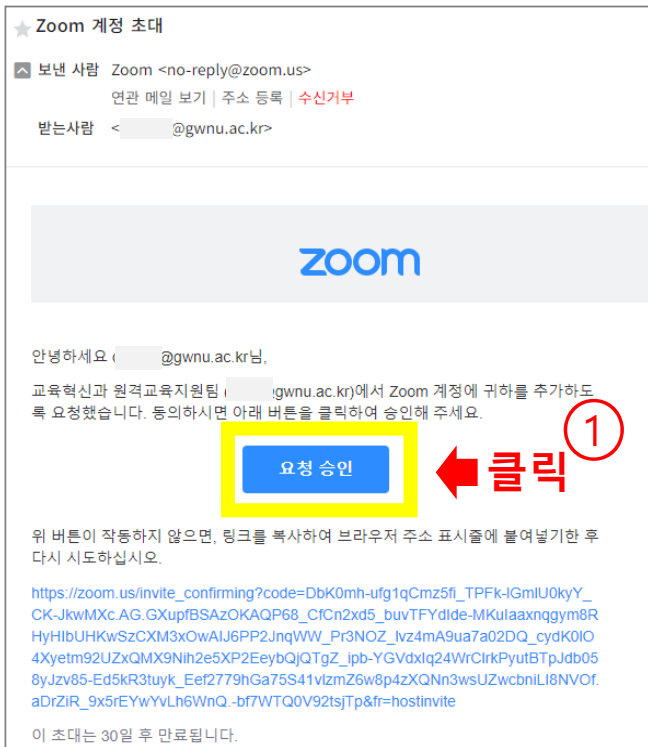 Zoom 계정 초대
보낸 사람 Zoom <no-reply@zoom.us>
연관 메일 보기 | 주소 등록 | 수신거부
받는사람 < @gwnu.ac.kr>
zoom
안녕하세요 @gwnu.ac.kr님,
교육혁신과 원격교육지원팀 ( @gwnu.ac.kr)에서 Zoom 계정에 귀하를 추가하도
록 요청했습니다. 동의하시면 아래 버튼을 클릭하여 승인해 주세요.
1
요청 승인
클릭
위 버튼이 작동하지 않으면, 링크를 복사하여 브라우저 주소 표시줄에 붙여넣기한 후
다시 시도하십시오.
https://zoom.us/invite_confirming?code=DbK0mh-ufg1qCmz5fi_TPFk-IGmIU0kyY_
CK-JkwMXc.AG.GXupfBSAzOKAQP68_CfCn2xd5_buvTFYdIde-MKulaaxnqgym8R
HyHIbUHKwSzCXM3xOwAIJ6PP2JnqWW_Pr3NOZ_Ivz4mA9ua7a02DQ_cydK0IO
4Xyetm92UZxQMX9Nih2e5XP2EeybQjQTgZ_ipb-YGVdxIq24WrClrkPyutBTpJdb05
8yJzv85-Ed5kR3tuyk_Eef2779hGa75S41vIzmZ6w8p4zXQNn3wsUZwcbniLI8NVOf.
aDrZiR_9x5rEYwYvLh6WnQ.-bf7WTQ0V92tsjTp&fr=hostinvite
이 초대는 30일 후 만료됩니다.